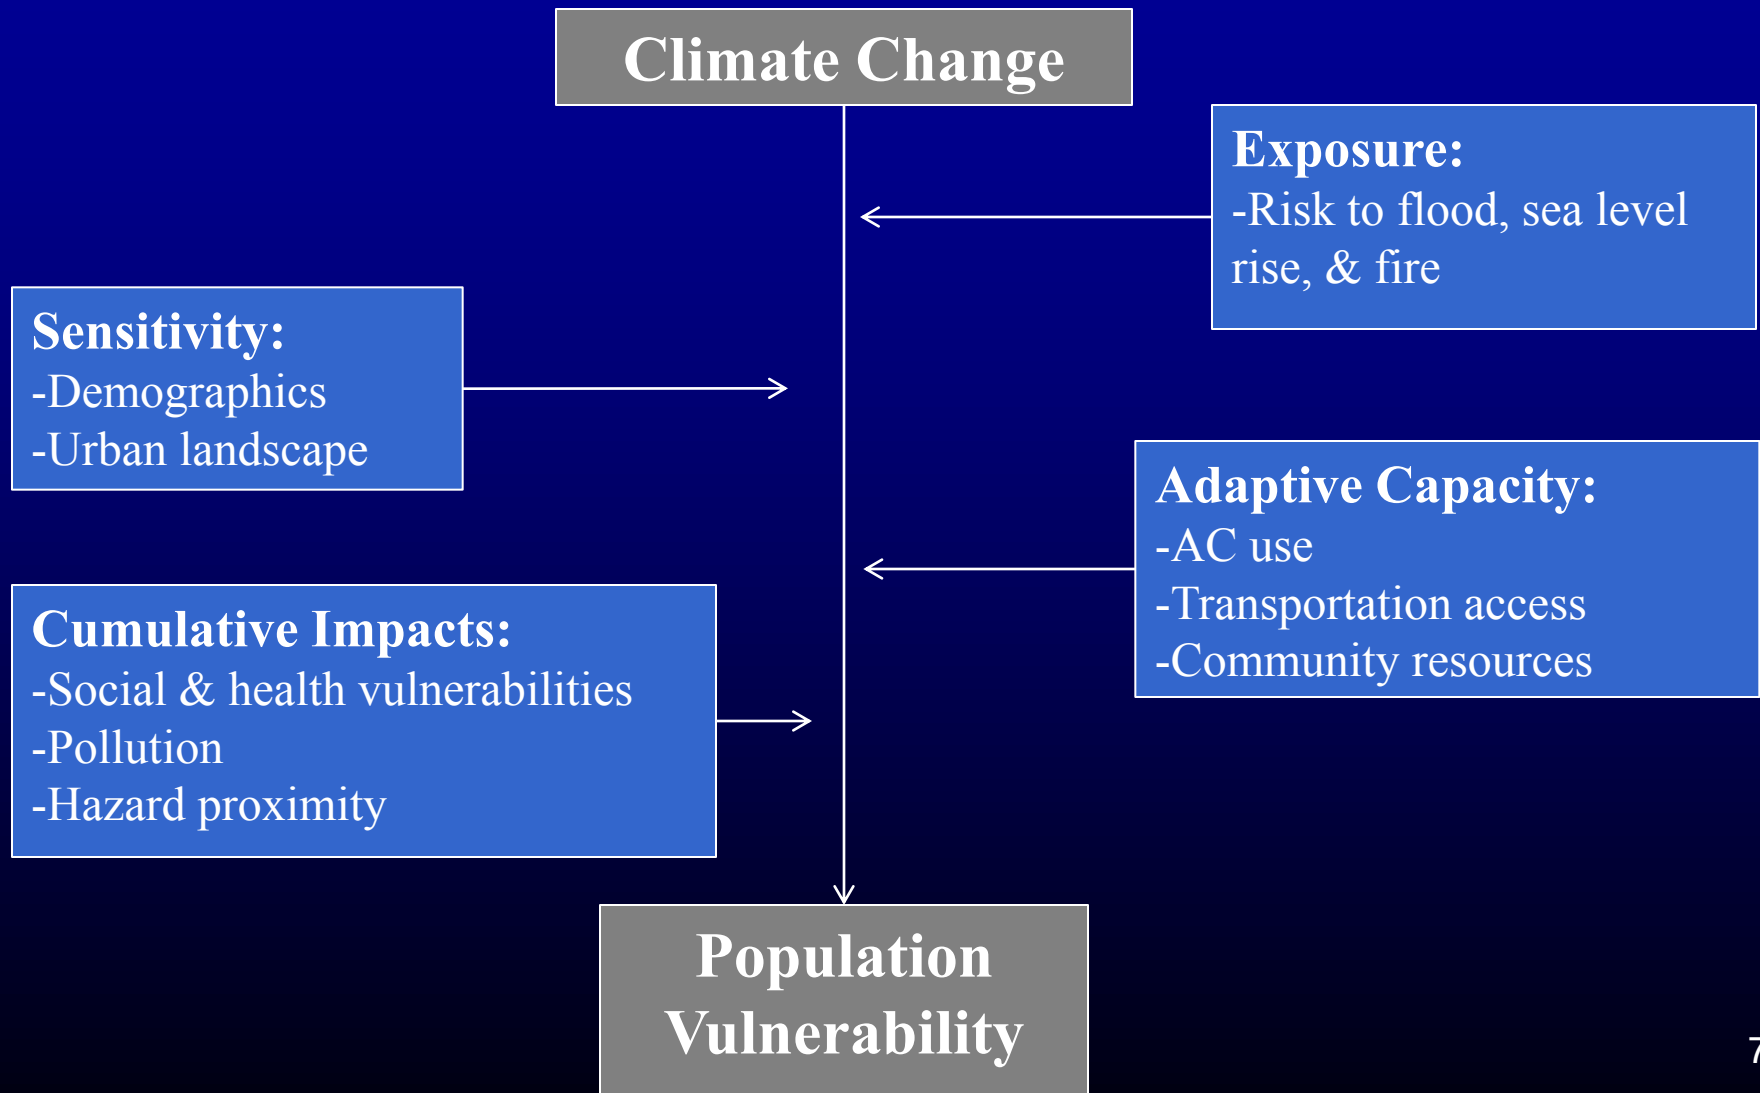 Climate Change
Exposure:
-Risk to flood, sea level
rise, & fire
Sensitivity:
-Demographics
-Urban landscape
Adaptive Capacity:
-AC use
-Transportation access
-Community resources
Cumulative Impacts:
-Social & health vulnerabilities
-Pollution
-Hazard proximity
Population
Vulnerability
7